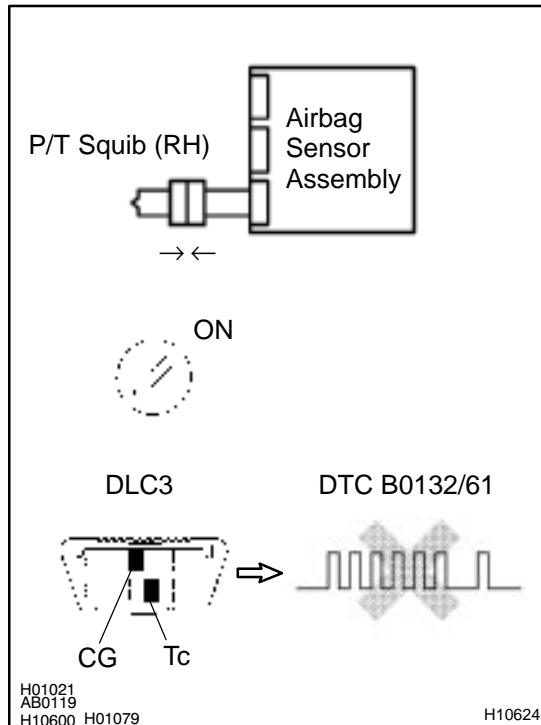 P/T Squib (RH)
Airbag
Sensor
Assembly
ON
DLC3
DTC B0132/61
CG
Tc
H01021
AB0119
H10600 H01079
H10624